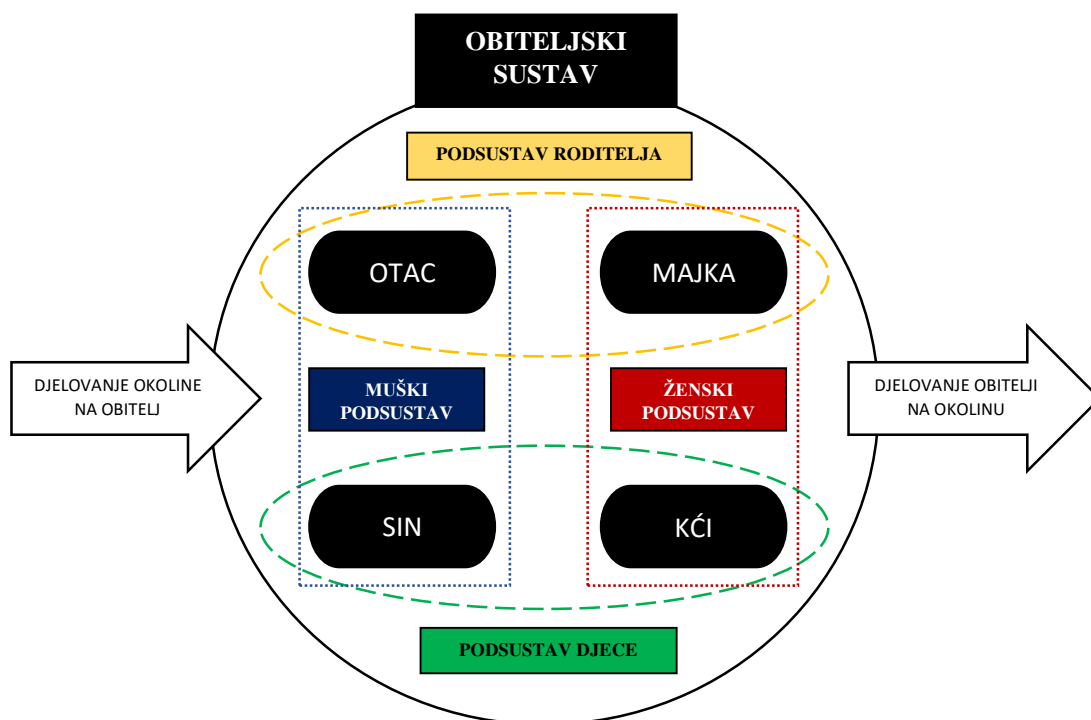 OBITELJSKI
SUSTAV
PODSUSTAV RODITELJA
OTAC
MAJKA
DJELOVANJE OKOLINE
NA OBITELJ
MUŠKI
PODSUSTAV
ŽENSKI
PODSUSTAV
DJELOVANJE OBITELJI
NA OKOLINU
SIN
KĆI
PODSUSTAV DJECE